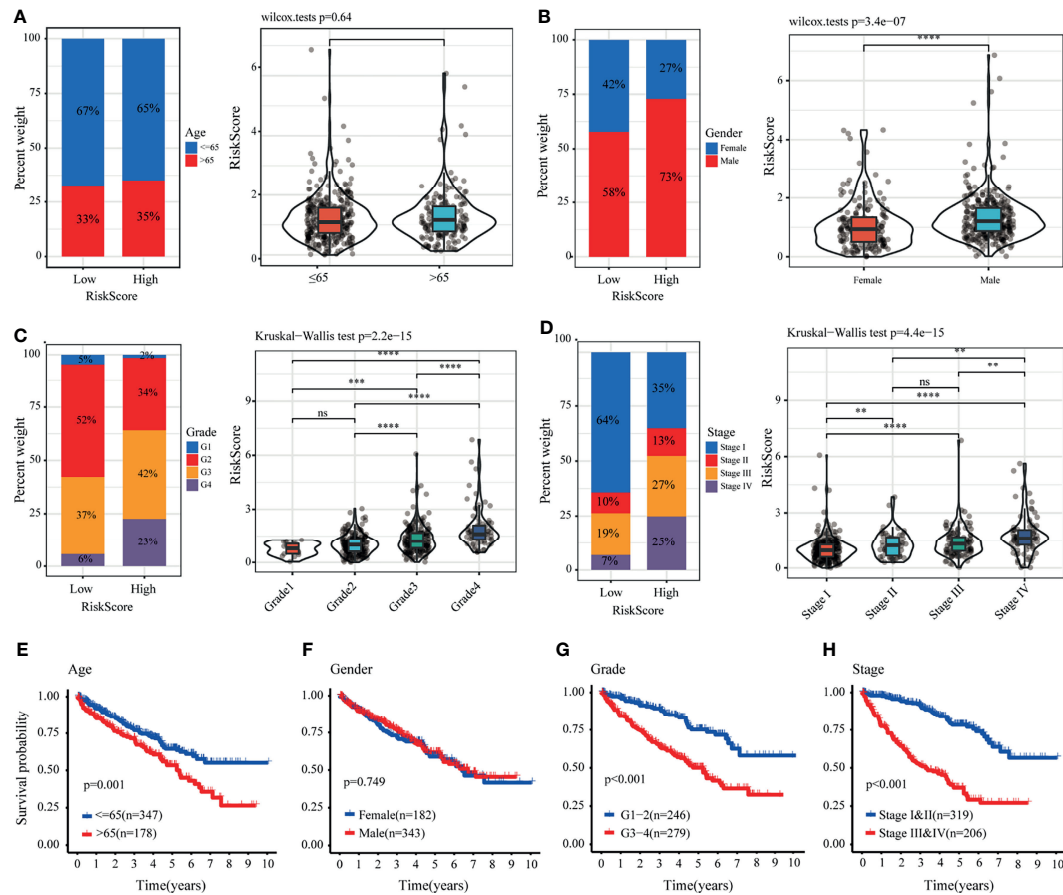 A
wilcox.tests p=0.64
Percent weight
100
75
50
25
0
67%
65%
33%
35%
Low
High
RiskScore
Age
<=65
>65
RiskScore
6
4
2
0
≤65
>65
B
wilcox.tests p=3.4e−07
Percent weight
100
75
50
25
0
42%
27%
58%
73%
Low
High
RiskScore
Gender
Female
Male
RiskScore
6
4
2
0
****
Female
Male
C
Kruskal−Wallis test p=2.2e−15
Percent weight
100
75
50
25
0
5%
2%
52%
34%
37%
42%
6%
23%
Low
High
RiskScore
Grade
G1
G2
G3
G4
RiskScore
9
6
3
0
****
****
***
****
ns
****
Grade1
Grade2
Grade3
Grade4
D
Kruskal−Wallis test p=4.4e−15
Percent weight
100
75
50
25
0
64%
35%
10%
13%
19%
27%
7%
25%
Low
High
RiskScore
Stage
Stage I
Stage II
Stage III
Stage IV
RiskScore
9
6
3
0
**
ns
**
****
**
****
Stage I
Stage II
Stage III
Stage IV
E
Age
Survival probability
1.00
0.75
0.50
0.25
p=0.001
<=65(n=347)
>65(n=178)
0 1 2 3 4 5 6 7 8 9 10
Time(years)
F
Gender
1.00
0.75
0.50
0.25
p=0.749
Female(n=182)
Male(n=343)
0 1 2 3 4 5 6 7 8 9 10
Time(years)
G
Grade
1.00
0.75
0.50
0.25
p<0.001
G1−2(n=246)
G3−4(n=279)
0 1 2 3 4 5 6 7 8 9 10
Time(years)
H
Stage
1.00
0.75
0.50
0.25
p<0.001
Stage I&II(n=319)
Stage III&IV(n=206)
0 1 2 3 4 5 6 7 8 9 10
Time(years)